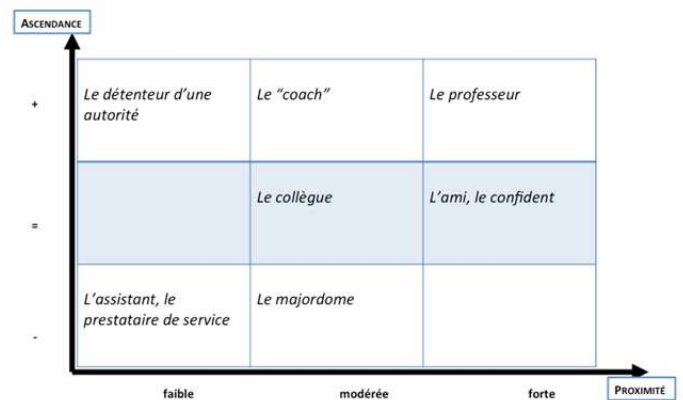 ASCENDANCE
+
Le détenteur d'une
autorité
Le "coach"
Le professeur
=
Le collègue
L'ami, le confident
-
L'assistant, le
prestataire de service
Le majordome
faible
modérée
forte
PROXIMITÉ